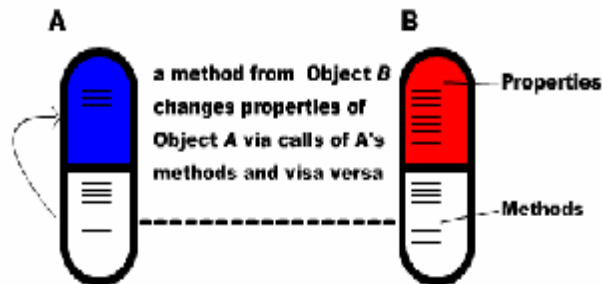 A
B
a method from Object B
changes properties of
Object A via calls of A's
methods and visa versa
Properties
Methods